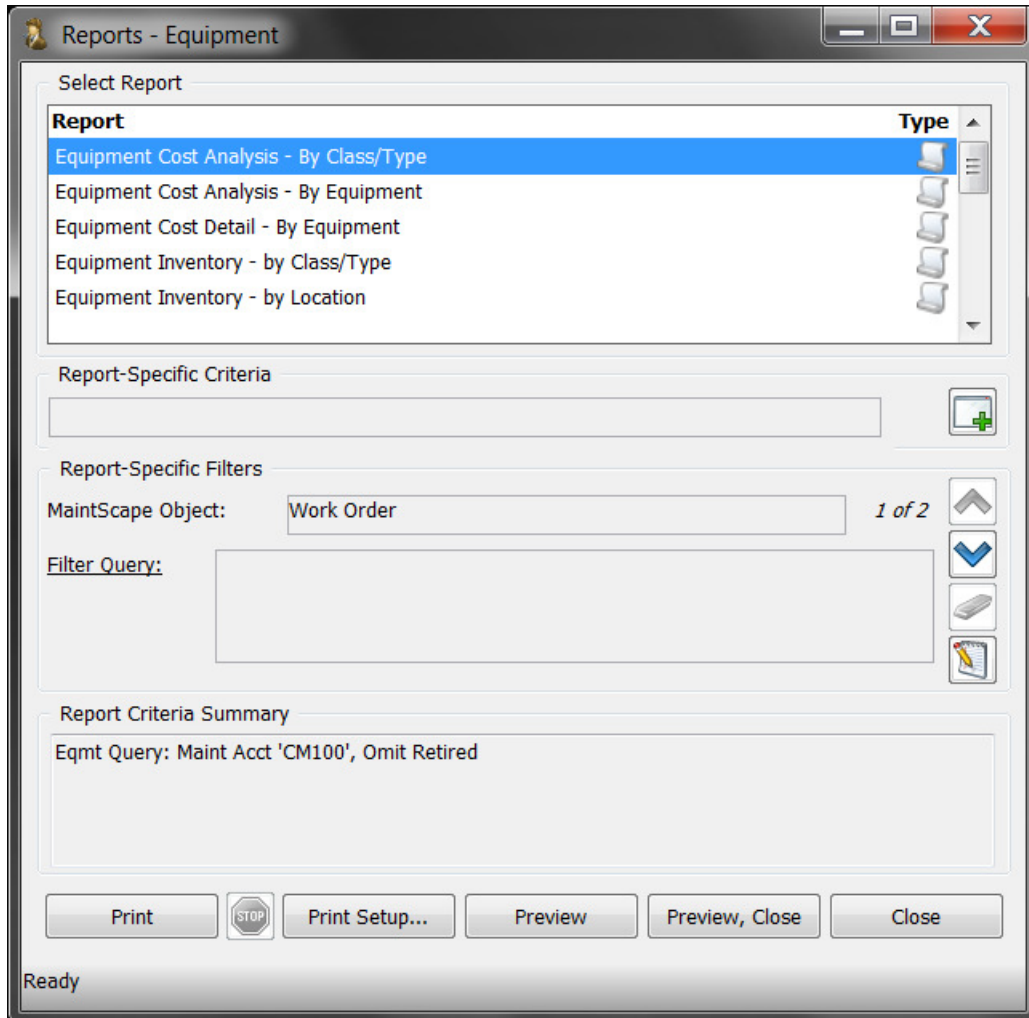 Reports - Equipment
Select Report
Report Type
Equipment Cost Analysis - By Class/Type
Equipment Cost Analysis - By Equipment
Equipment Cost Detail - By Equipment
Equipment Inventory - by Class/Type
Equipment Inventory - by Location
Report-Specific Criteria
Report-Specific Filters
MaintScape Object: Work Order 1 of 2
Filter Query:
Report Criteria Summary
Eqmt Query: Maint Acct 'CM100', Omit Retired
Print STOP Print Setup... Preview Preview, Close Close
Ready